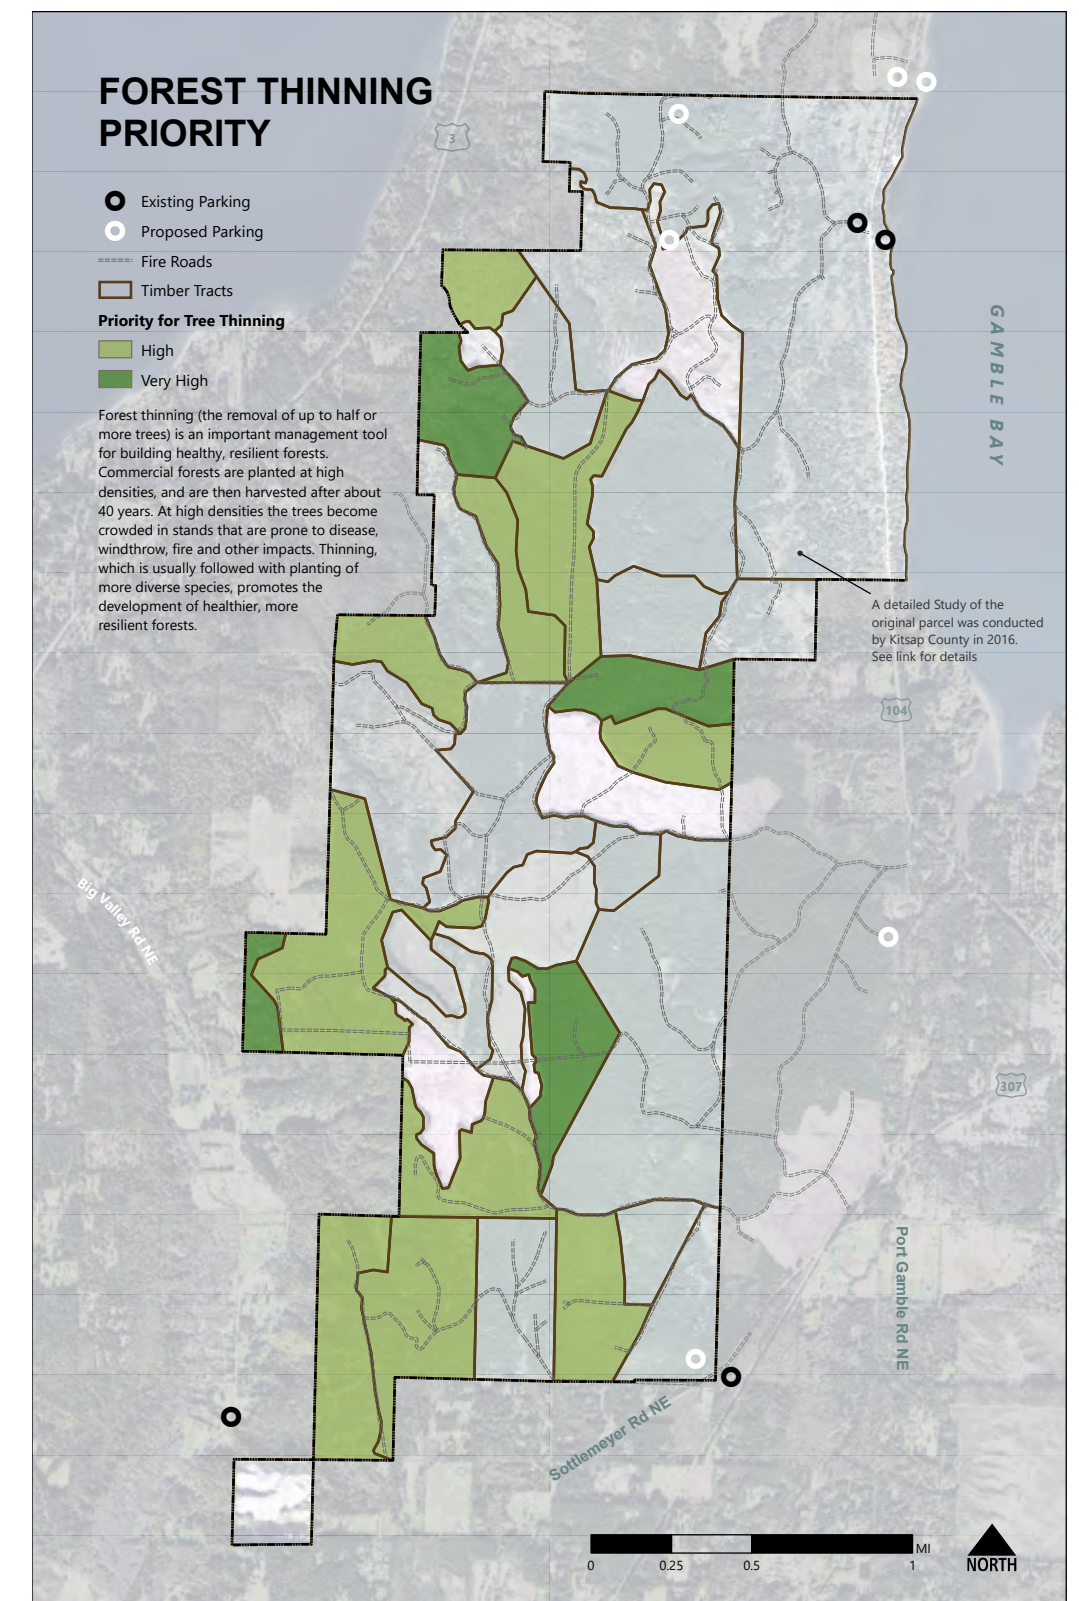 FOREST THINNING
PRIORITY
3
Existing Parking
Proposed Parking
Fire Roads
Timber Tracts
Priority for Tree Thinning
High
Very High
Forest thinning (the removal of up to half or
more trees) is an important management tool
for building healthy, resilient forests.
Commercial forests are planted at high
densities, and are then harvested after about
40 years. At high densities the trees become
crowded in stands that are prone to disease,
windthrow, fire and other impacts. Thinning,
which is usually followed with planting of
more diverse species, promotes the
development of healthier, more
resilient forests.
GAMBLE BAY
A detailed Study of the
original parcel was conducted
by Kitsap County in 2016.
See link for details
104
Big Valley Rd NE
307
Port Gamble Rd NE
Sottlemeyer Rd NE
MI
0 0.25 0.5 1
NORTH